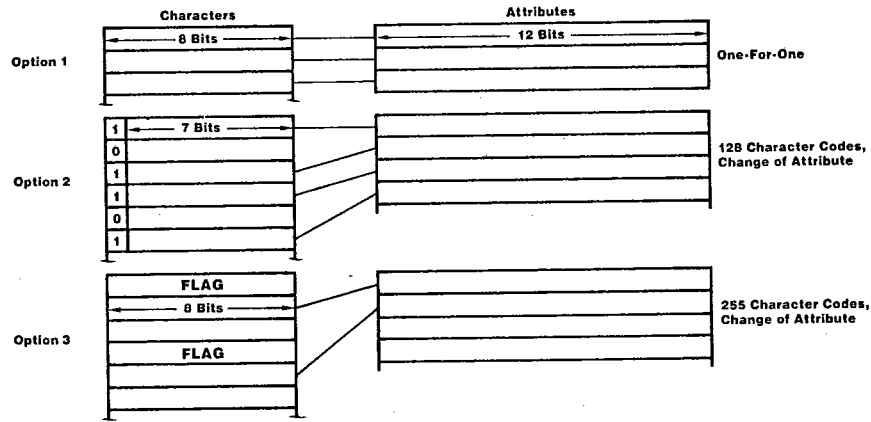 Characters
Attributes
Option 1
8 Bits
12 Bits
One-For-One
Option 2
1
7 Bits
0
1
1
0
1
128 Character Codes,
Change of Attribute
Option 3
FLAG
8 Bits
FLAG
255 Character Codes,
Change of Attribute